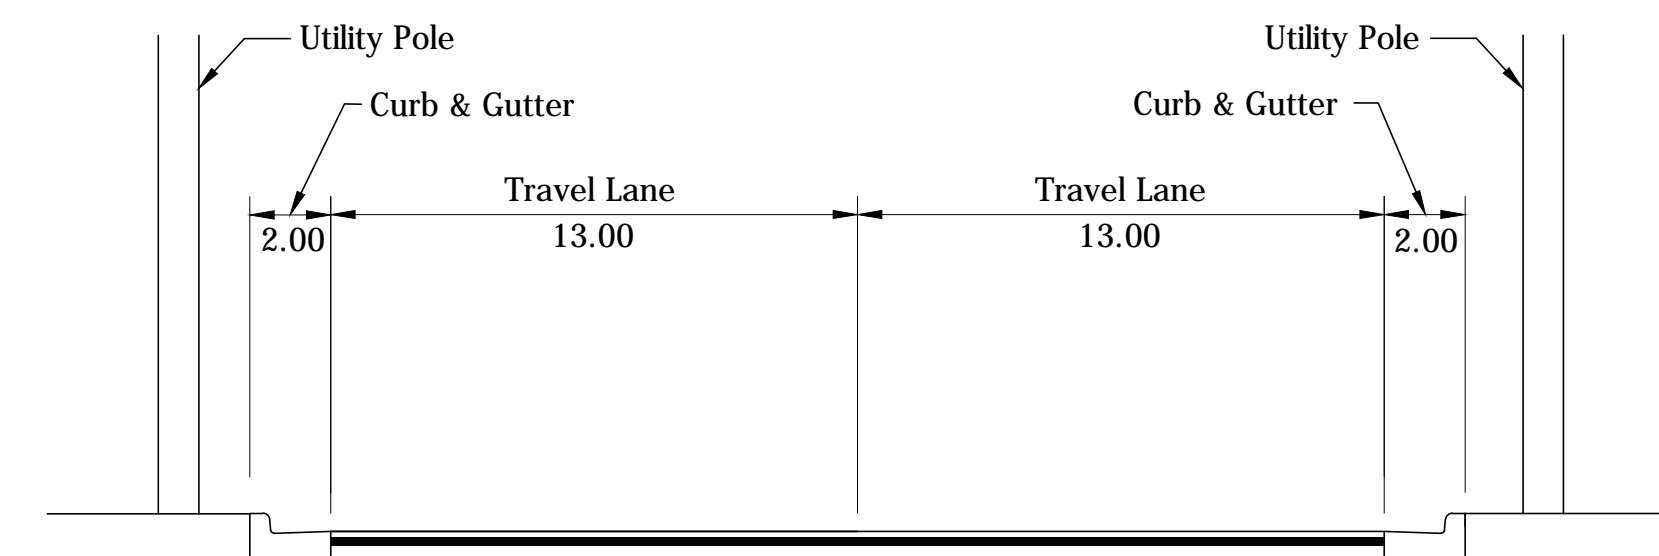 Utility Pole
Utility Pole
Curb & Gutter
Curb & Gutter
Travel Lane
Travel Lane
2.00
13.00
13.00
2.00